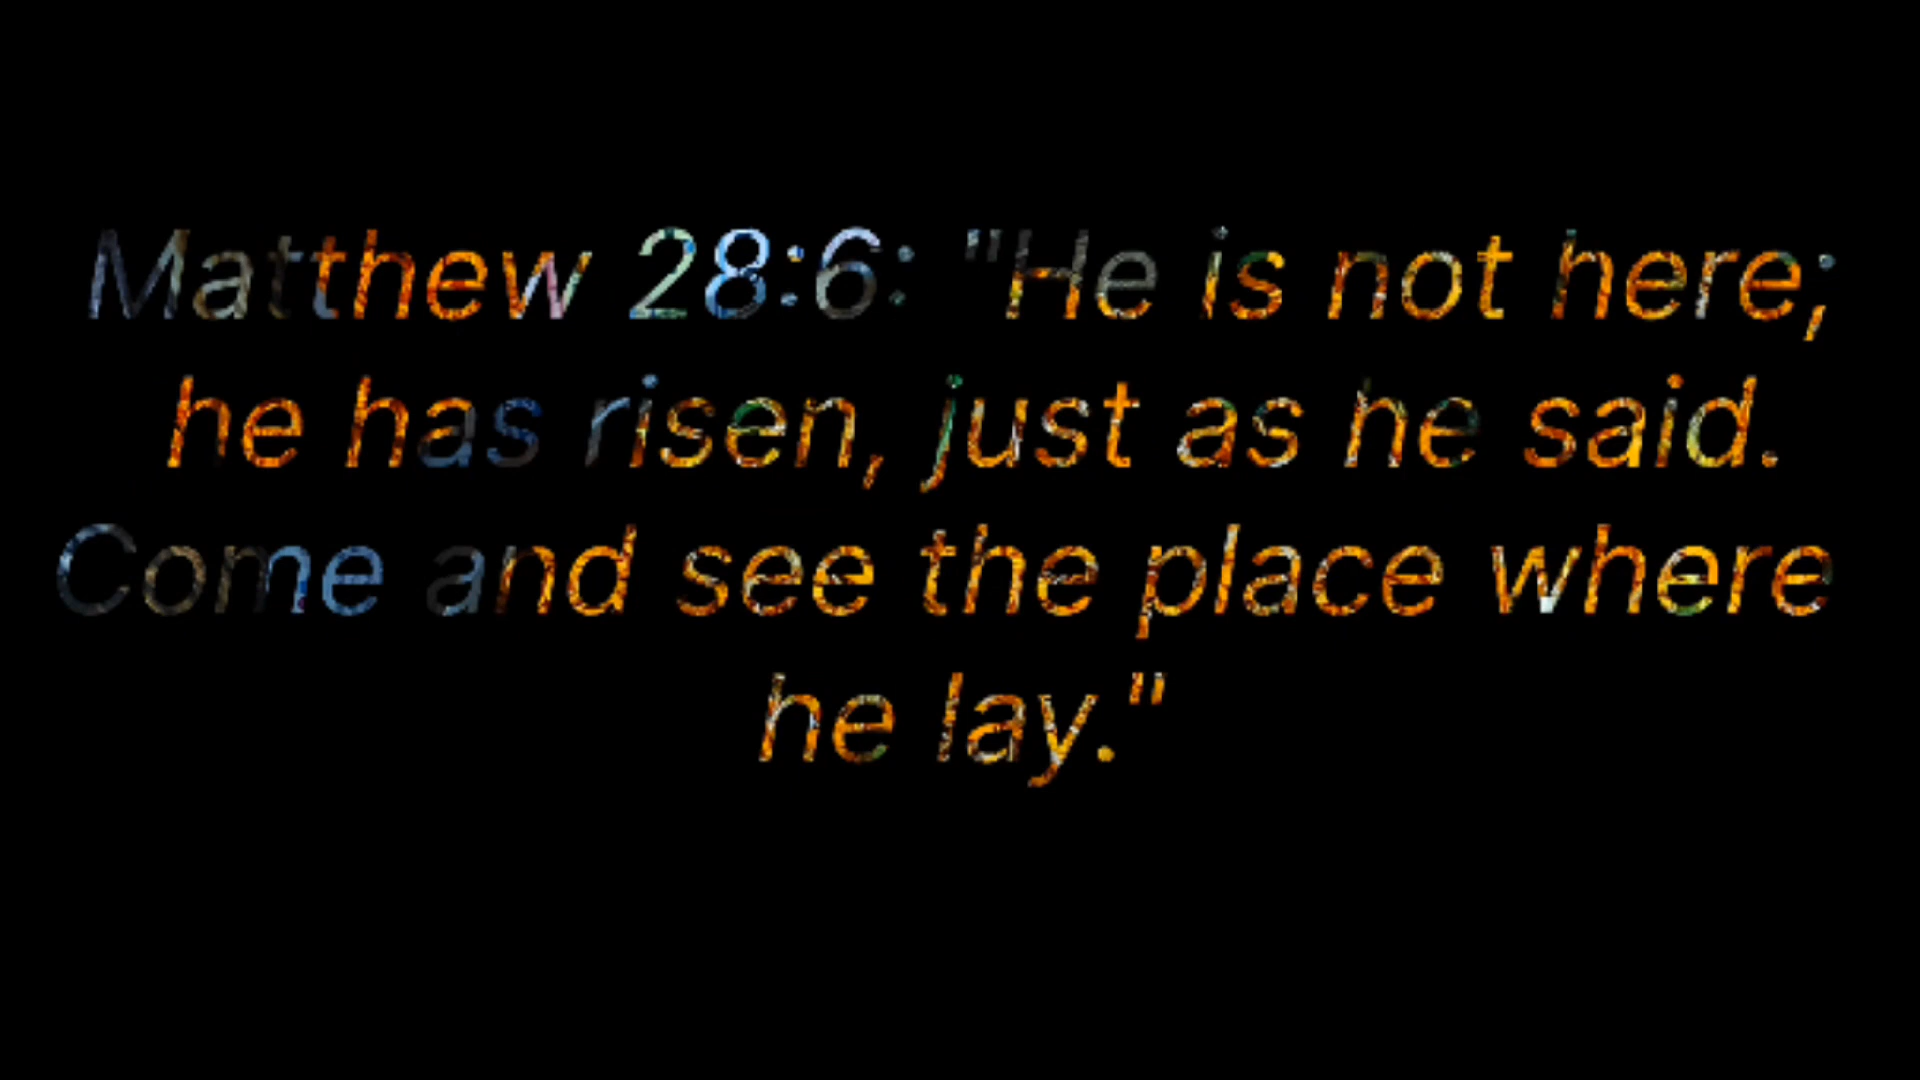 Matthew 28:6: "He is not here;
he has risen, just as he said.
Come and see the place where
he lay."